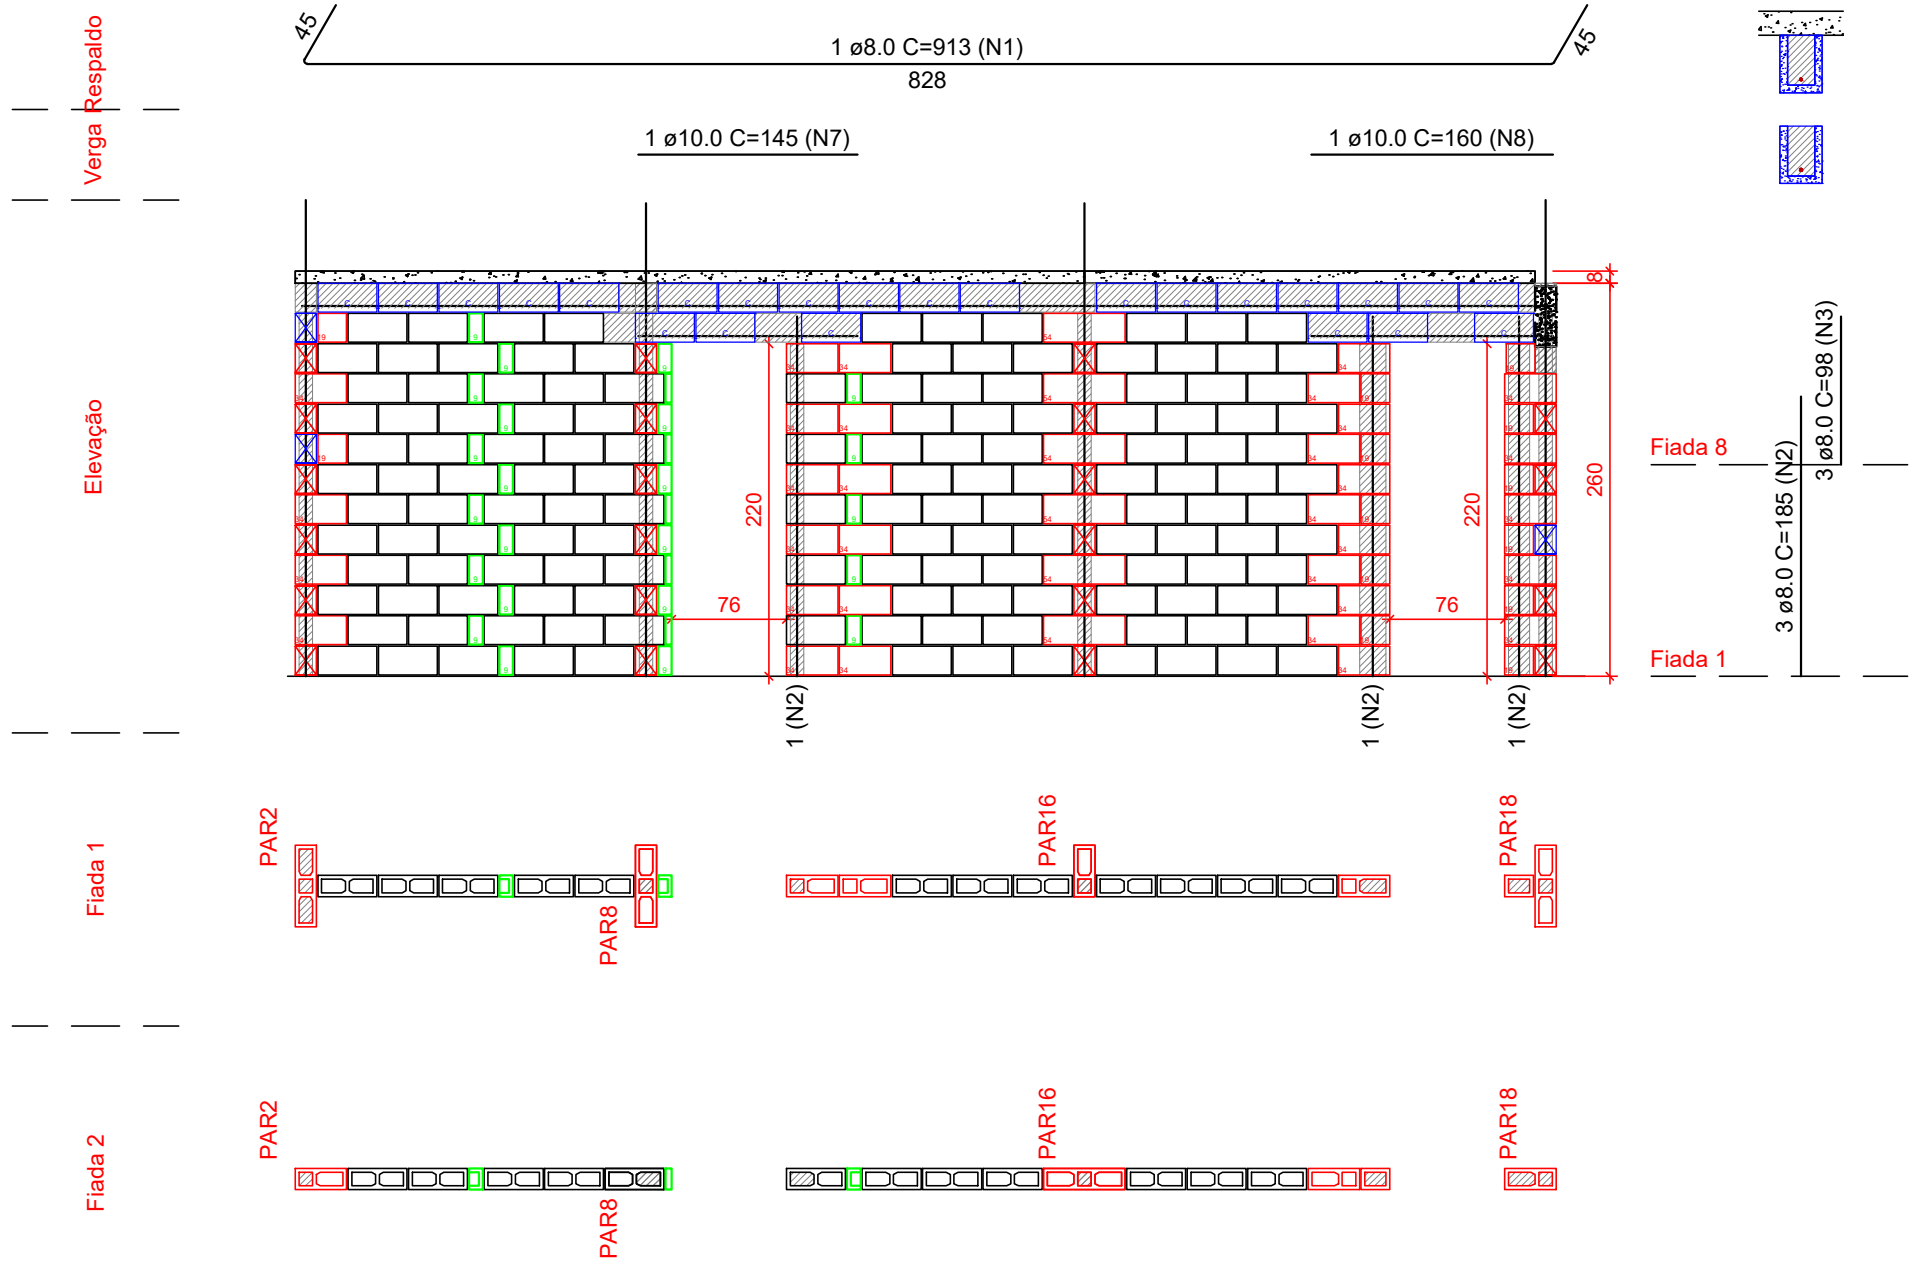 45
1 ø8.0 C=913 (N1)
828
45
Respaldo
Verga
1 ø10.0 C=145 (N7)
1 ø10.0 C=160 (N8)
Elevação
8
260
220
220
76
76
Fiada 8
Fiada 1
3 ø8.0 C=185 (N2)
3 ø8.0 C=98 (N3)
1 (N2)
1 (N2)
1 (N2)
Fiada 1
PAR2
PAR8
PAR16
PAR18
Fiada 2
PAR2
PAR8
PAR16
PAR18